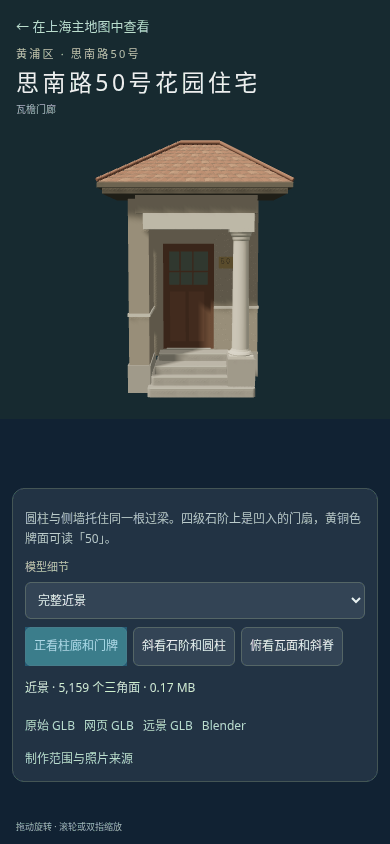 ← 在上海主地图中查看
黄浦区 · 思南路50号
思南路50号花园住宅
瓦檐门廊
50
圆柱与侧墙托住同一根过梁。四级石阶上是凹入的门扇，黄铜色
牌面可读「50」。
模型细节
完整近景
正看柱廊和门牌 斜看石阶和圆柱 俯看瓦面和斜脊
近景 · 5,159 个三角面 · 0.17 MB
原始 GLB 网页 GLB 远景 GLB Blender
制作范围与照片来源
拖动旋转 · 滚轮或双指缩放